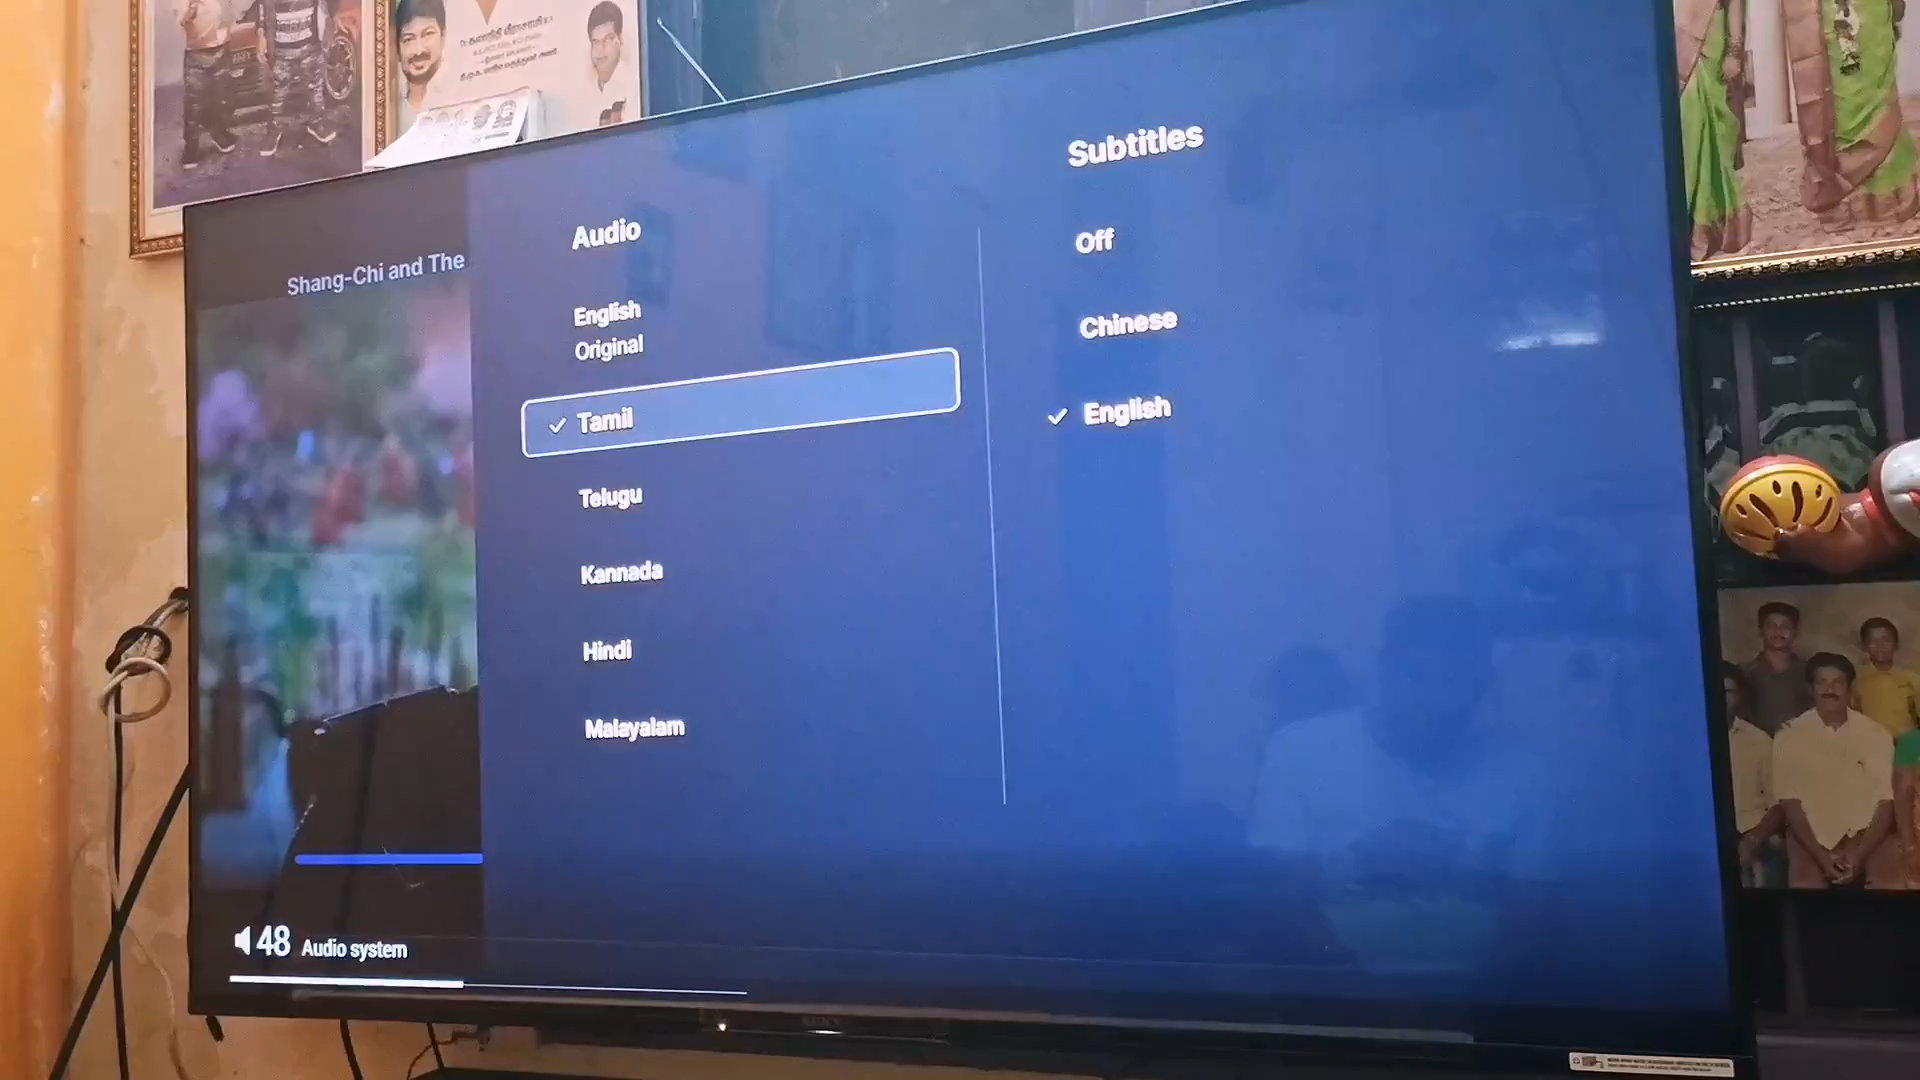 Subtitles
Audio
Off
Shang-Chi and The
English
Original
Chinese
Tamil
English
Telugu
Kannada
Hindi
Malayalam
48 Audio system